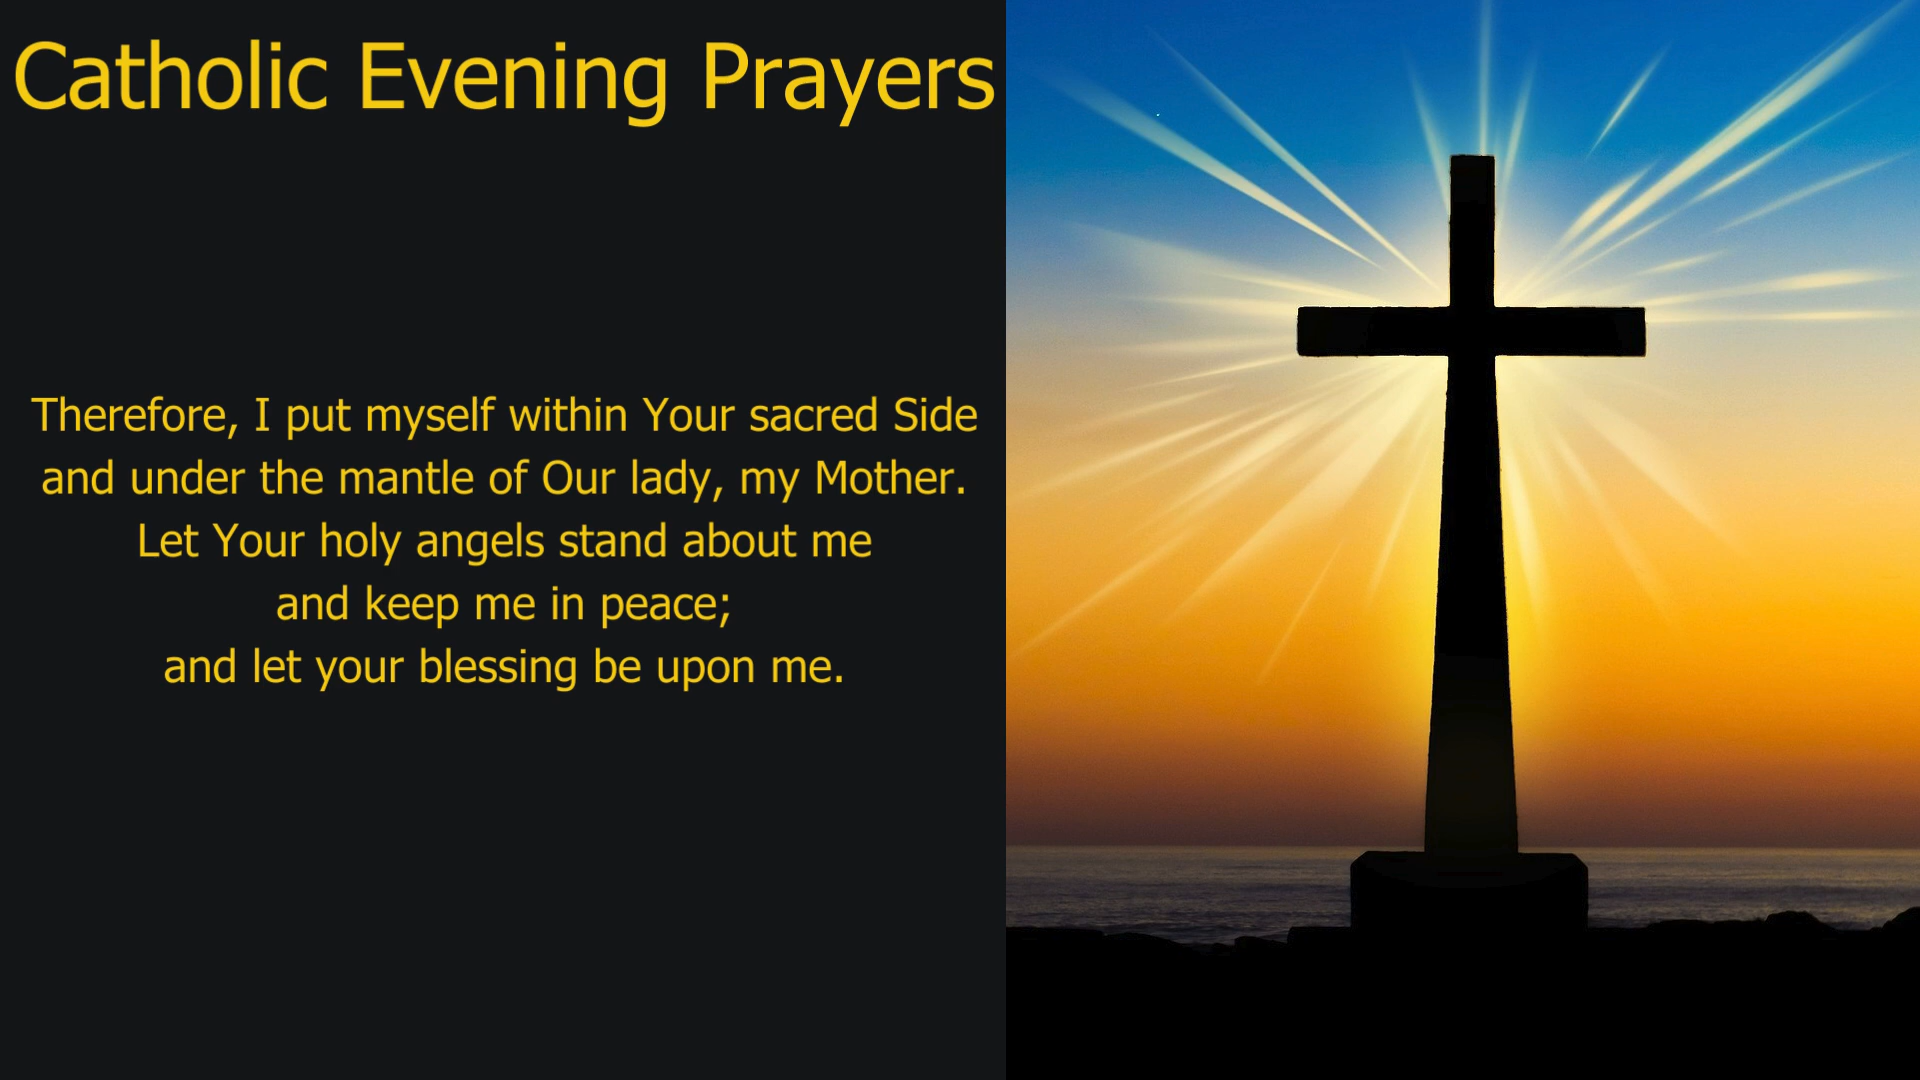 Catholic Evening Prayers
Therefore, I put myself within Your sacred Side
and under the mantle of Our lady, my Mother.
Let Your holy angels stand about me
and keep me in peace;
and let your blessing be upon me.